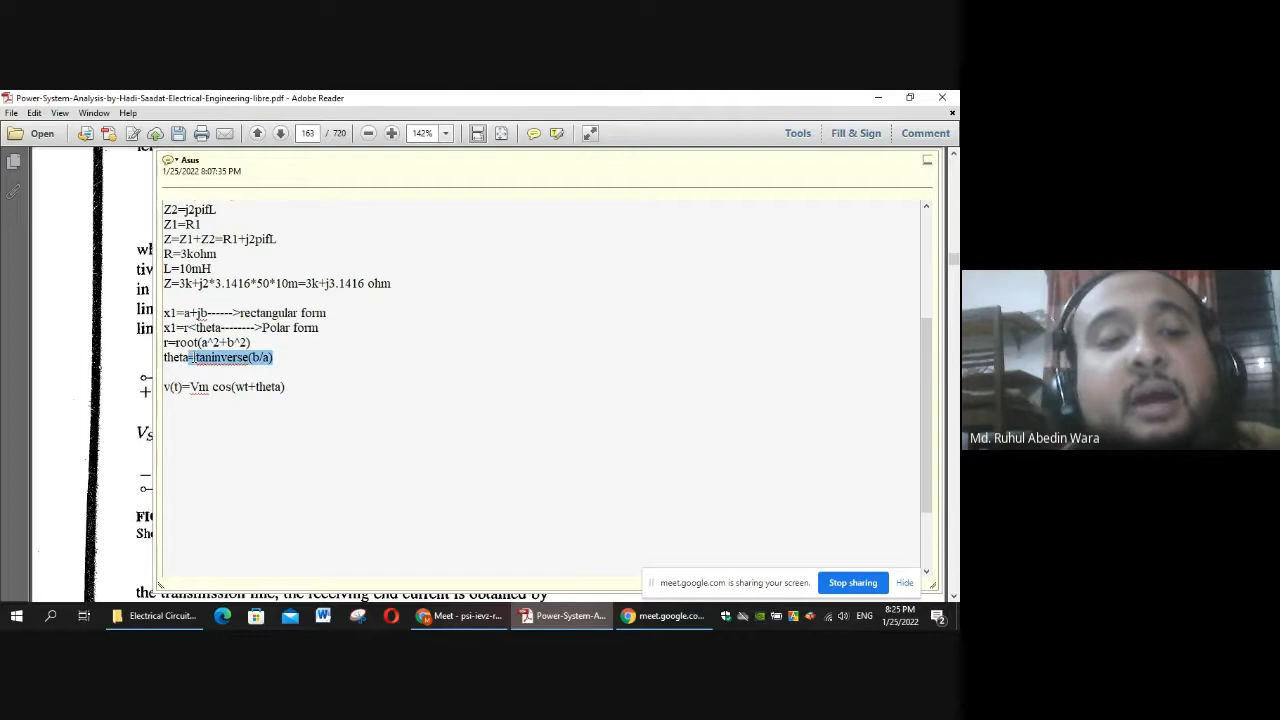 Power-System-Analysis-by-Hadi-Saadat-Electrical-Engineering-libre.pdf - Adobe Reader
File Edit View Window Help
Open 163 / 720 142% Tools Fill & Sign Comment
Asus
1/25/2022 8:07:35 PM
Z2=j2pifL
Z1=R1
Z=Z1+Z2=R1+j2pifL
R=3kohm
L=10mH
Z=3k+j2*3.1416*50*10m=3k+j3.1416 ohm
x1=a+jb------>rectangular form
x1=r<theta-------->Polar form
r=root(a^2+b^2)
theta=taninverse(b/a)
v(t)=Vm cos(wt+theta)
in
the transmission line, the receiving end current is obtained by
meet.google.com is sharing your screen. Stop sharing Hide
Md. Ruhul Abedin Wara
Electrical Circuit... Meet - psi-ievz-r... Power-System-A... meet.google.co... ENG 8:25 PM
1/25/2022 2